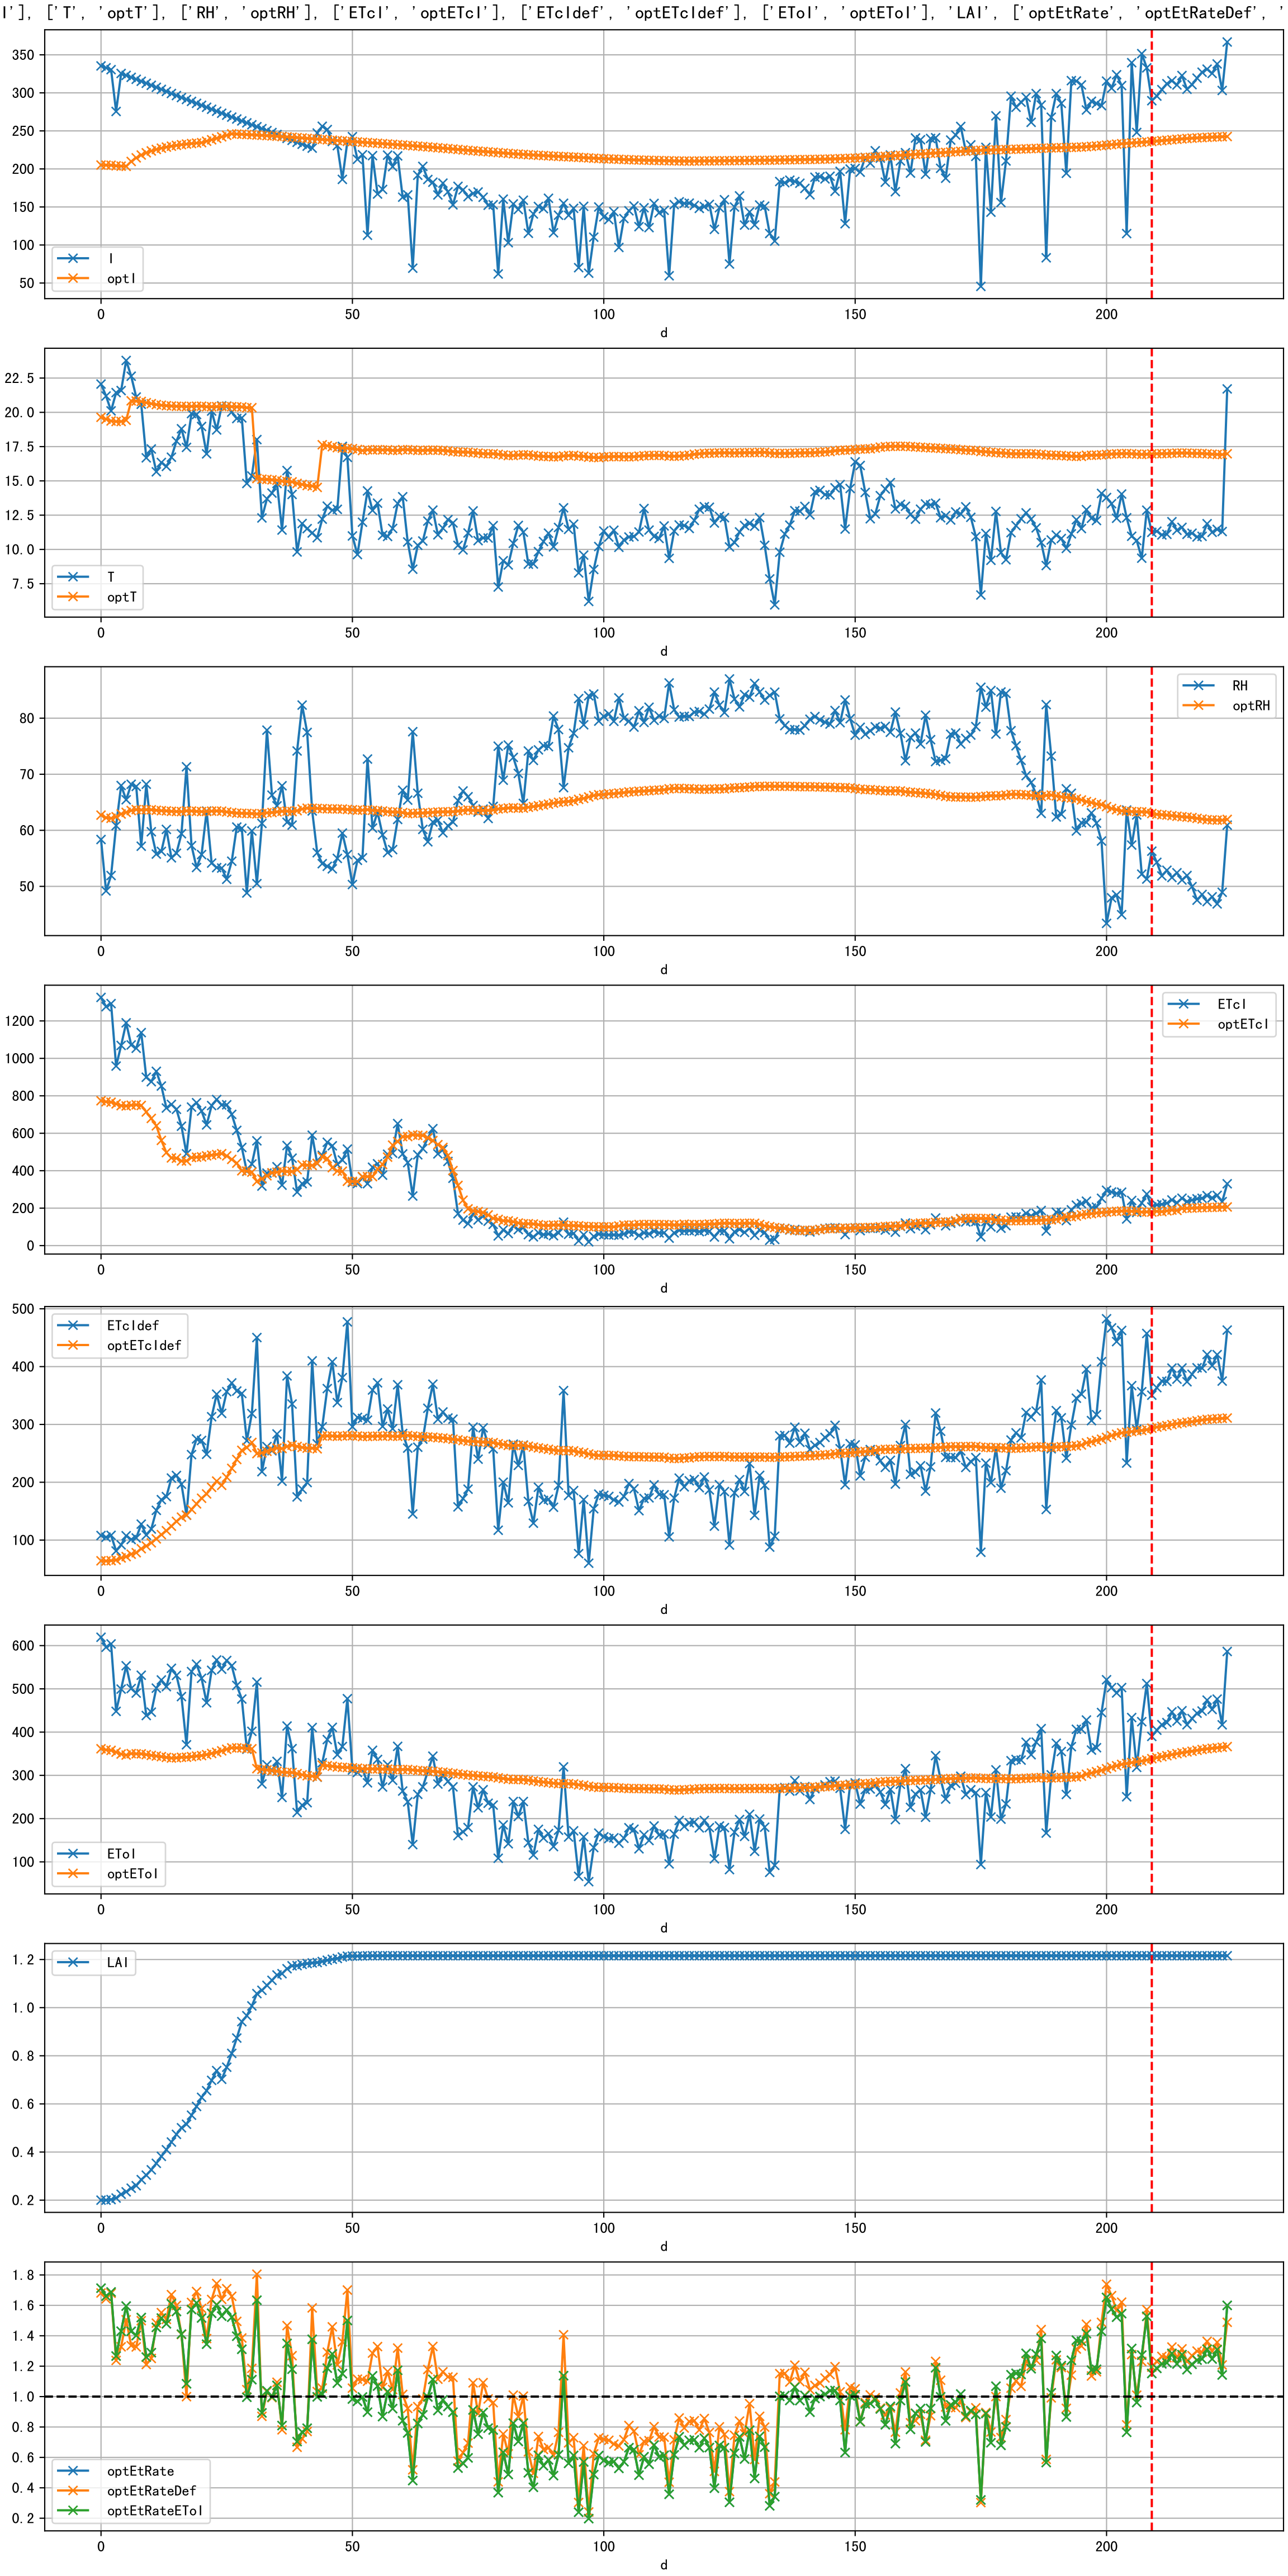 I'], ['T', 'optT'], ['RH', 'optRH'], ['ETcI', 'optETcI'], ['ETcIdef', 'optETcIdef'], ['EToI', 'optEToI'], 'LAI', ['optEtRate', 'optEtRateDef', '
350
300
250
200
150
100
50
I
optI
0 50 100 150 200
d
22.5
20.0
17.5
15.0
12.5
10.0
7.5
T
optT
0 50 100 150 200
d
80
70
60
50
RH
optRH
0 50 100 150 200
d
1200
1000
800
600
400
200
0
ETcI
optETcI
0 50 100 150 200
d
500
400
300
200
100
ETcIdef
optETcIdef
0 50 100 150 200
d
600
500
400
300
200
100
EToI
optEToI
0 50 100 150 200
d
1.2
1.0
0.8
0.6
0.4
0.2
LAI
0 50 100 150 200
d
1.8
1.6
1.4
1.2
1.0
0.8
0.6
0.4
0.2
optEtRate
optEtRateDef
optEtRateEToI
0 50 100 150 200
d